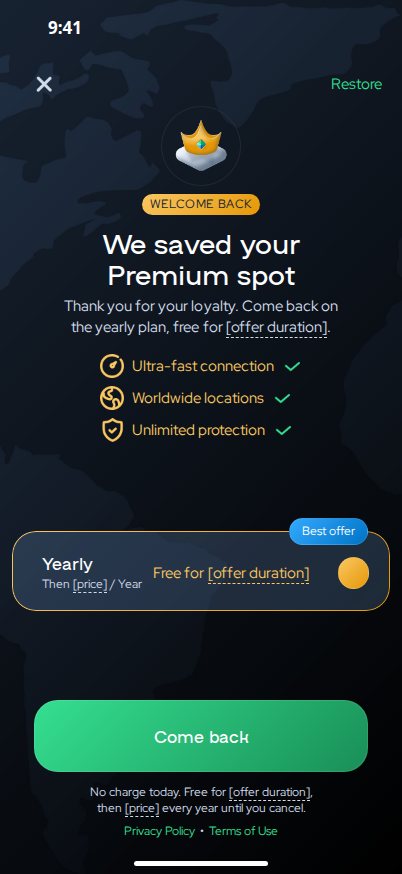 9:41
Restore
WELCOME BACK
We saved your
Premium spot
Thank you for your loyalty. Come back on
the yearly plan, free for [offer duration].
Ultra-fast connection
Worldwide locations
Unlimited protection
Best offer
Yearly
Then [price] / Year
Free for [offer duration]
Come back
No charge today. Free for [offer duration],
then [price] every year until you cancel.
Privacy Policy • Terms of Use